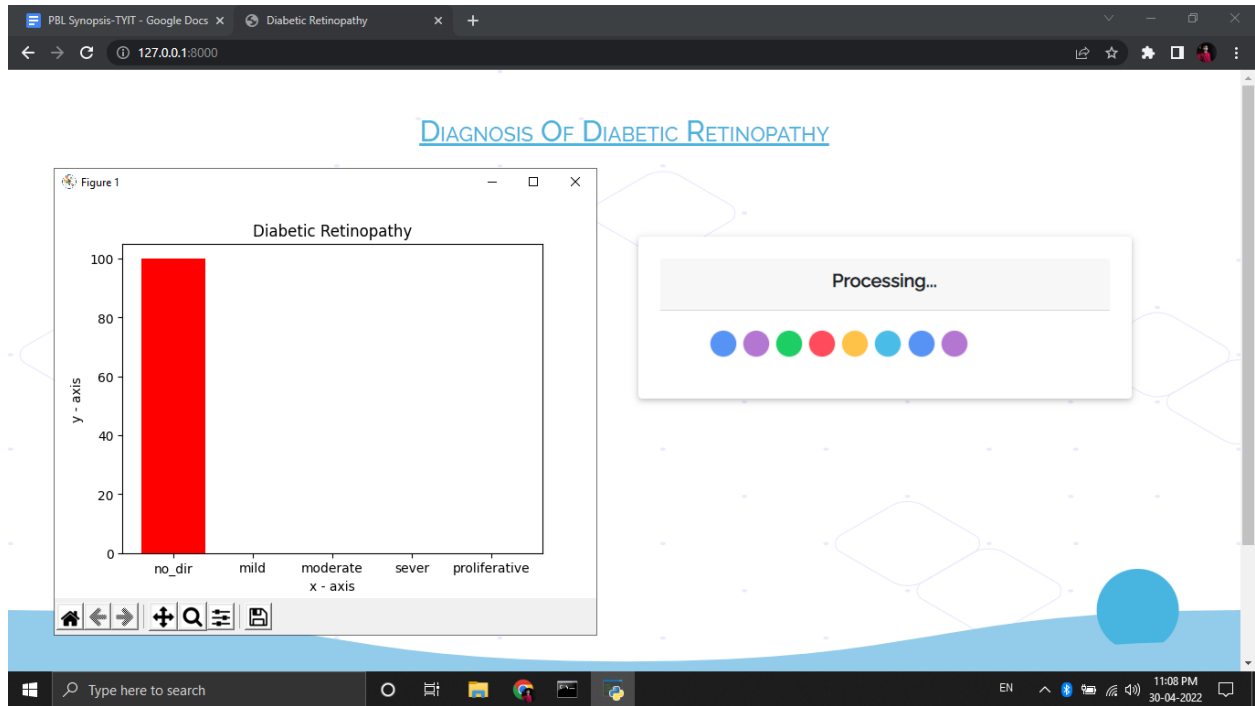 PBL Synopsis-TYIT - Google Docs
Diabetic Retinopathy
127.0.0.1:8000
Diagnosis Of Diabetic Retinopathy
Figure 1
Diabetic Retinopathy
100
80
60
40
20
0
y - axis
no_dir mild moderate sever proliferative
x - axis
Processing...
Type here to search
EN
11:08 PM
30-04-2022